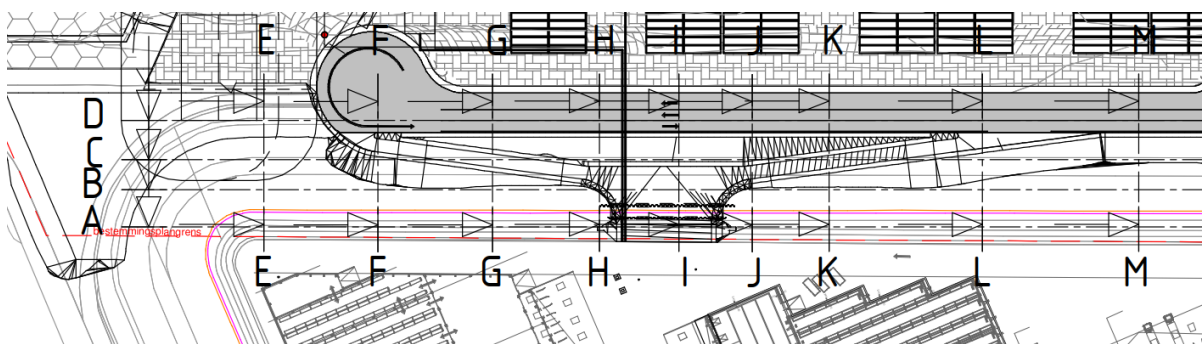 E F G H I J K L M
D
C
B
A
bestemmingsplangrens
E F G H I J K L M